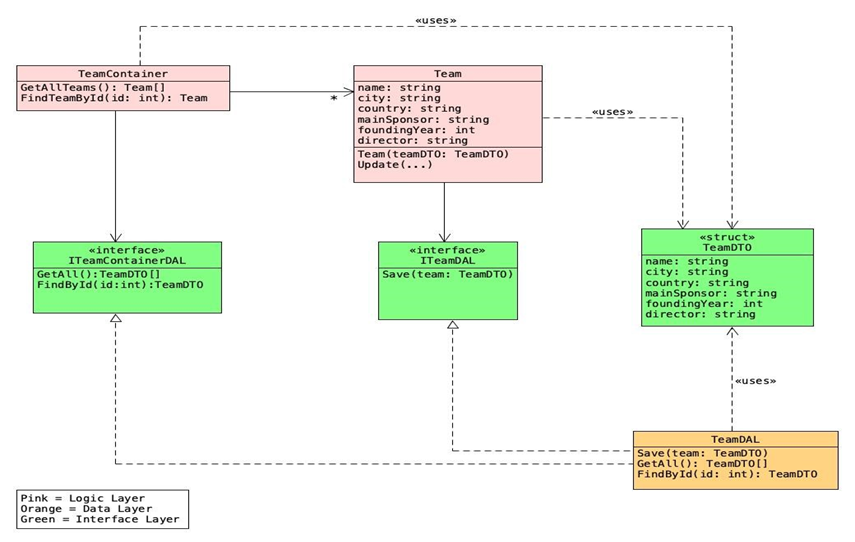 «uses»
TeamContainer
GetAllTeams(): Team[]
FindTeamById(id: int): Team
*
Team
name: string
city: string
country: string
mainSponsor: string
foundingYear: int
director: string
Team(teamDTO: TeamDTO)
Update(...)
«uses»
«interface»
ITeamContainerDAL
GetAll():TeamDTO[]
FindById(id:int):TeamDTO
«interface»
ITeamDAL
Save(team: TeamDTO)
«struct»
TeamDTO
name: string
city: string
country: string
mainSponsor: string
foundingYear: int
director: string
«uses»
TeamDAL
Save(team: TeamDTO)
GetAll(): TeamDTO[]
FindById(id: int): TeamDTO
Pink = Logic Layer
Orange = Data Layer
Green = Interface Layer